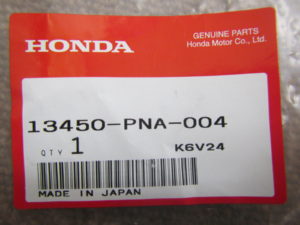 HONDA
GENUINE PARTS
Honda Motor Co., Ltd.
13450-PNA-004
QTY 1 K6V24
MADE IN JAPAN